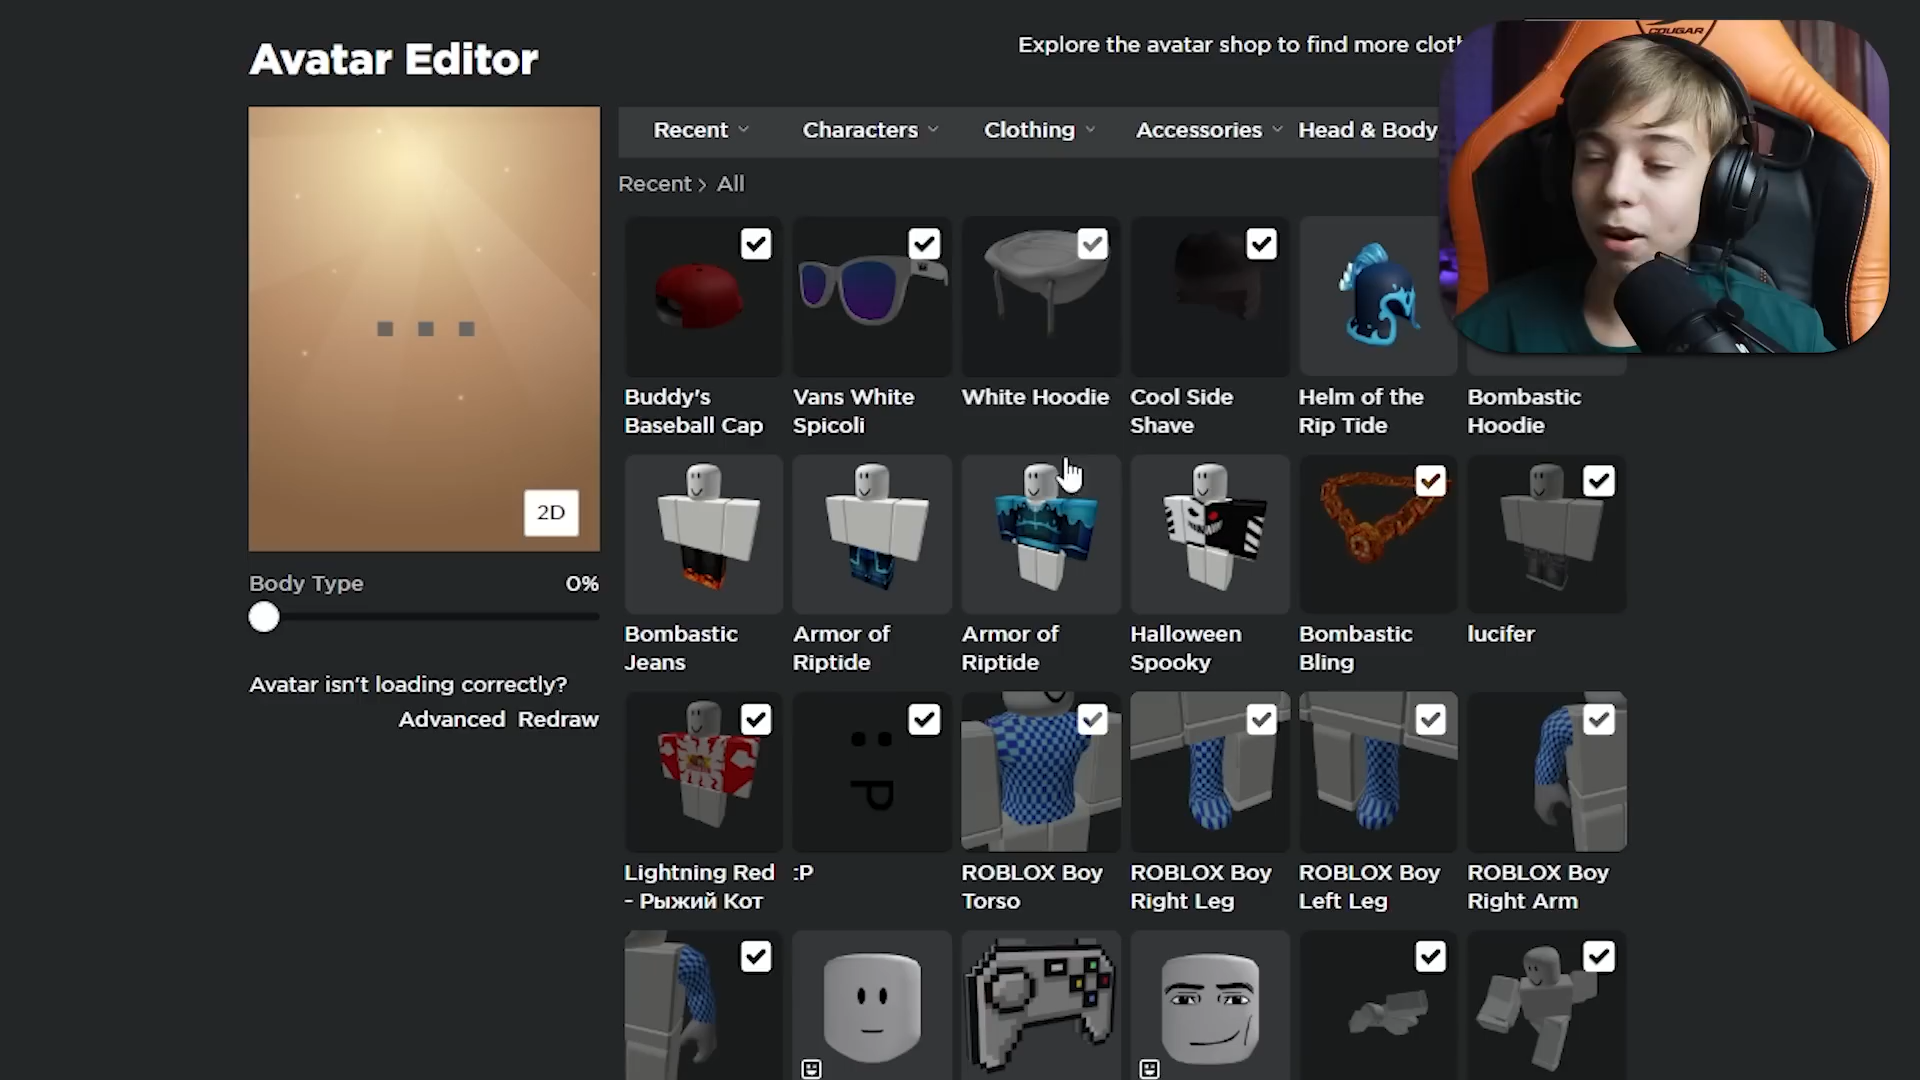 Avatar Editor
Explore the avatar shop to find more clot
COUGAR
Recent
Characters
Clothing
Accessories
Head & Body
Recent > All
2D
Body Type
0%
Avatar isn't loading correctly?
Advanced Redraw
Buddy's
Baseball Cap
Vans White
Spicoli
White Hoodie
Cool Side
Shave
Helm of the
Rip Tide
Bombastic
Hoodie
Bombastic
Jeans
Armor of
Riptide
Armor of
Riptide
Halloween
Spooky
Bombastic
Bling
lucifer
Lightning Red
- Рыжий Кот
:P
ROBLOX Boy
Torso
ROBLOX Boy
Right Leg
ROBLOX Boy
Left Leg
ROBLOX Boy
Right Arm